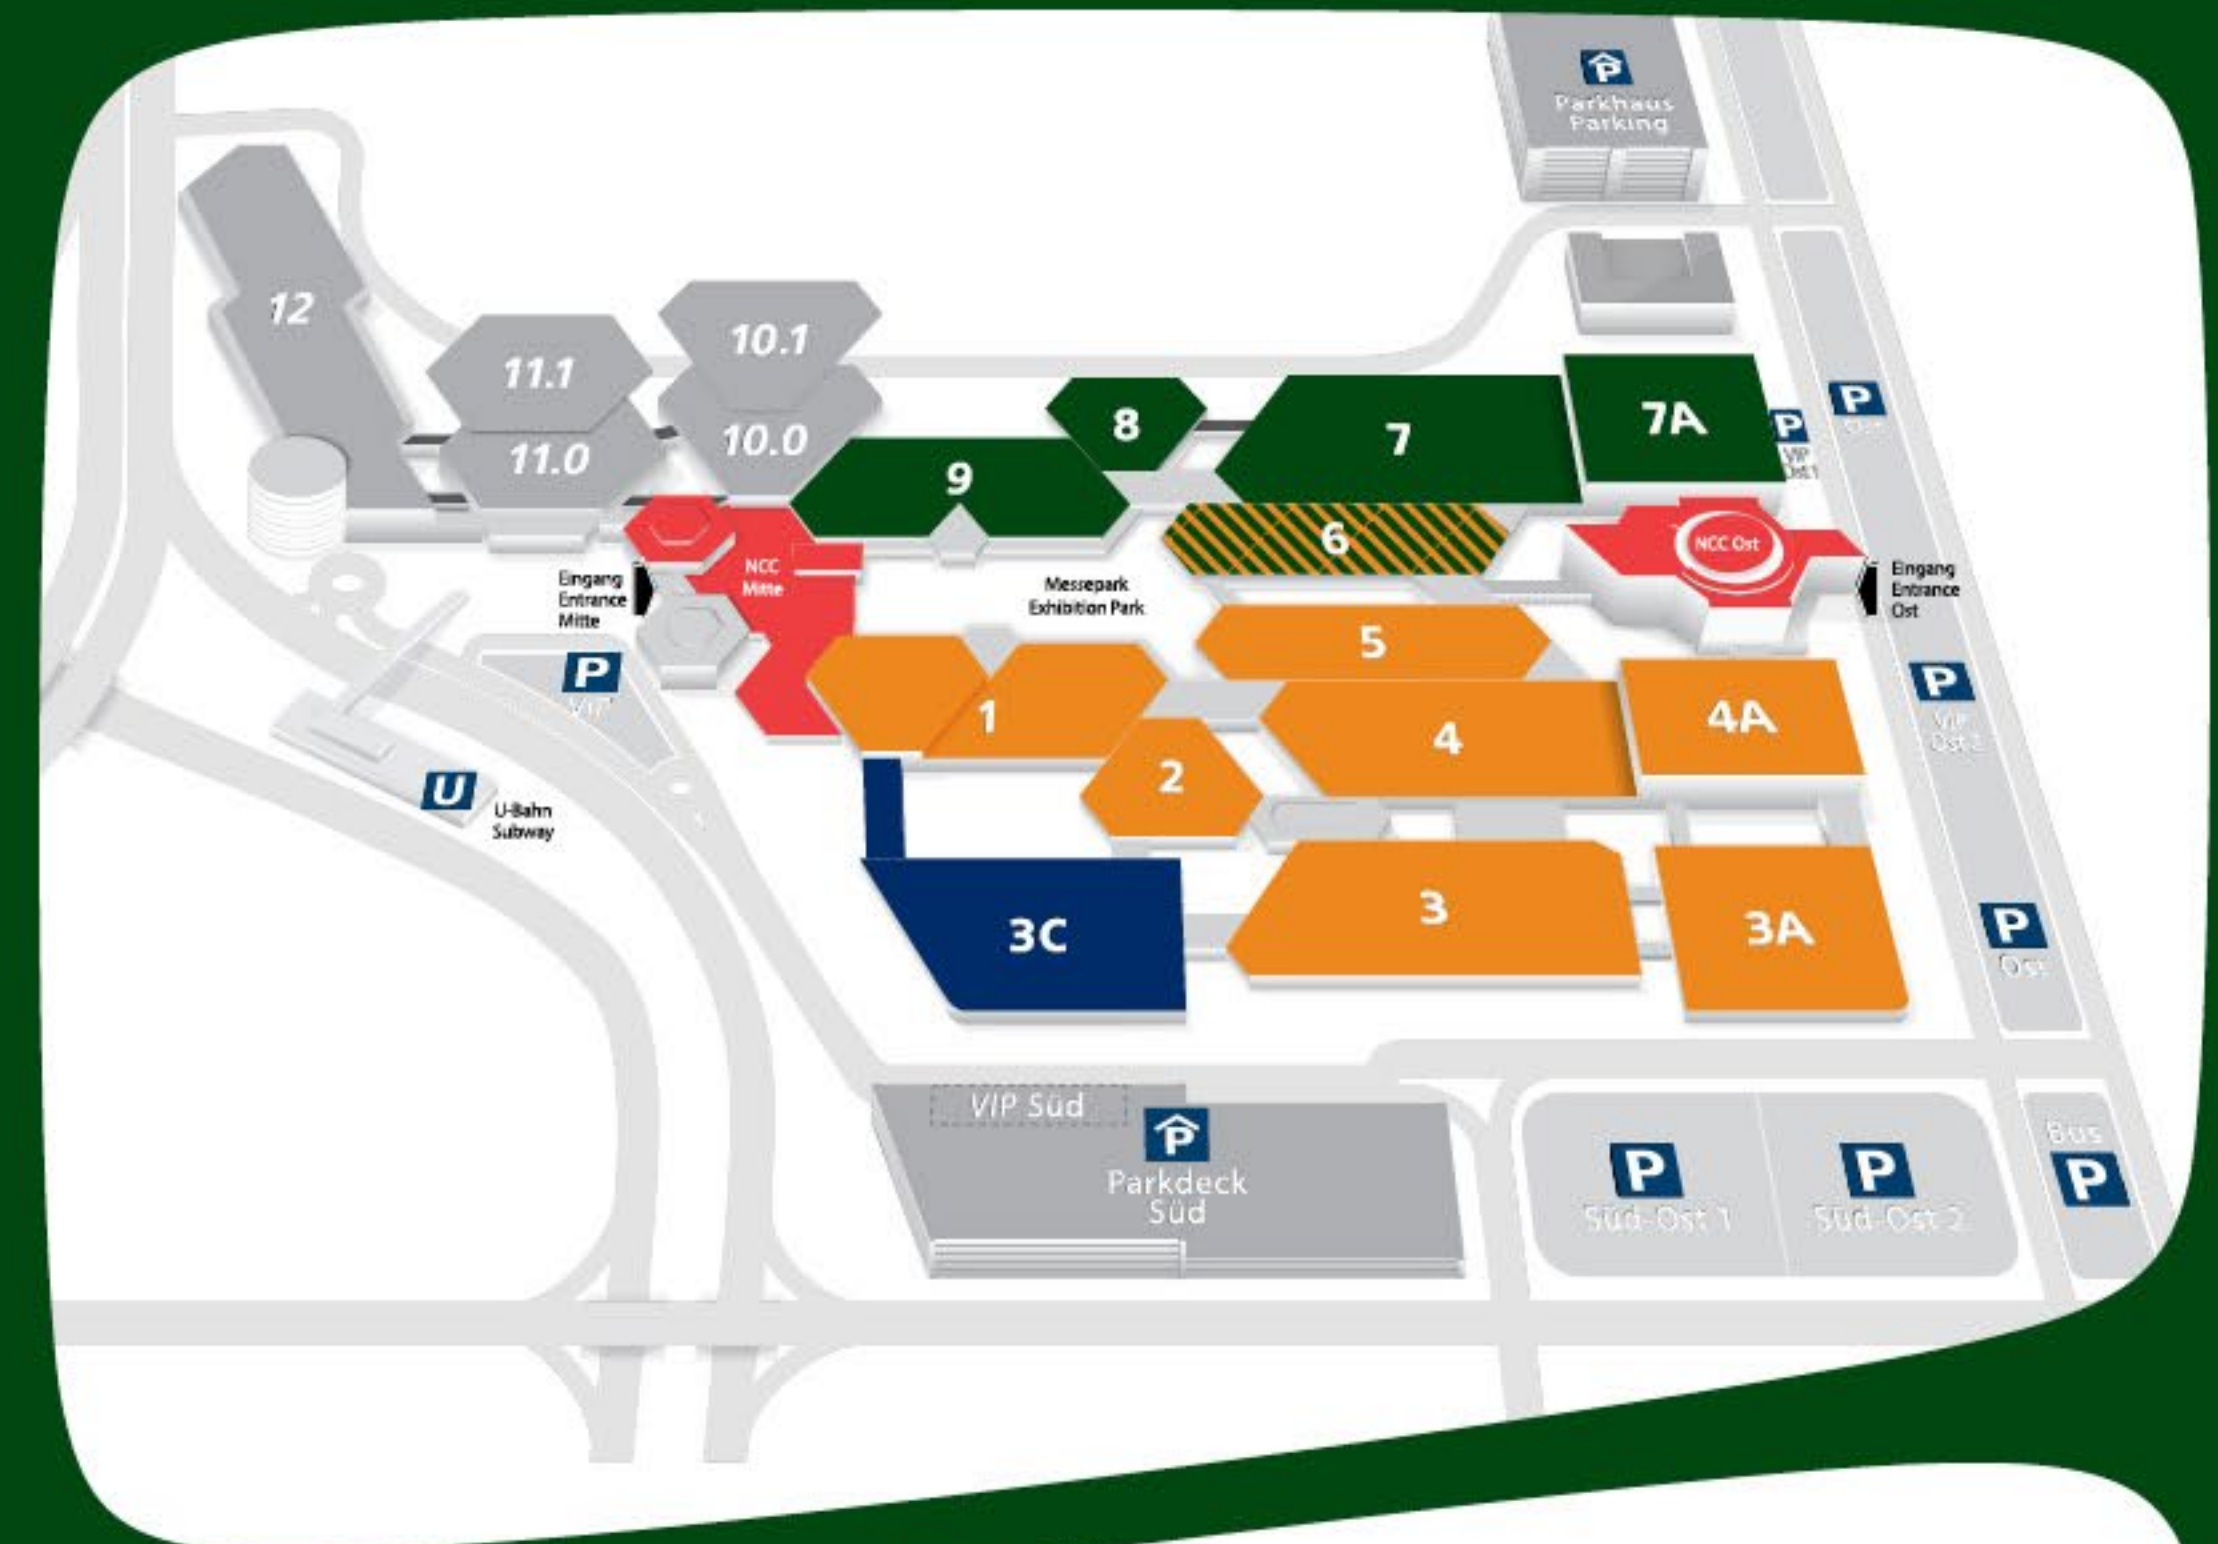 P
Parkhaus
Parking
12
11.1
10.1
11.0
10.0
9
8
7
7A
P
P
VIP
Ost 1
6
NCC Ost
NCC
Mitte
Eingang
Entrance
Mitte
Messepark
Exhibition Park
Eingang
Entrance
Ost
5
P
VIP
P
VIP
Ost 2
1
4
4A
2
U
U-Bahn
Subway
3C
3
3A
P
Ost
VIP Süd
P
Parkdeck
Süd
P
Süd-Ost 1
P
Süd-Ost 2
Bus
P